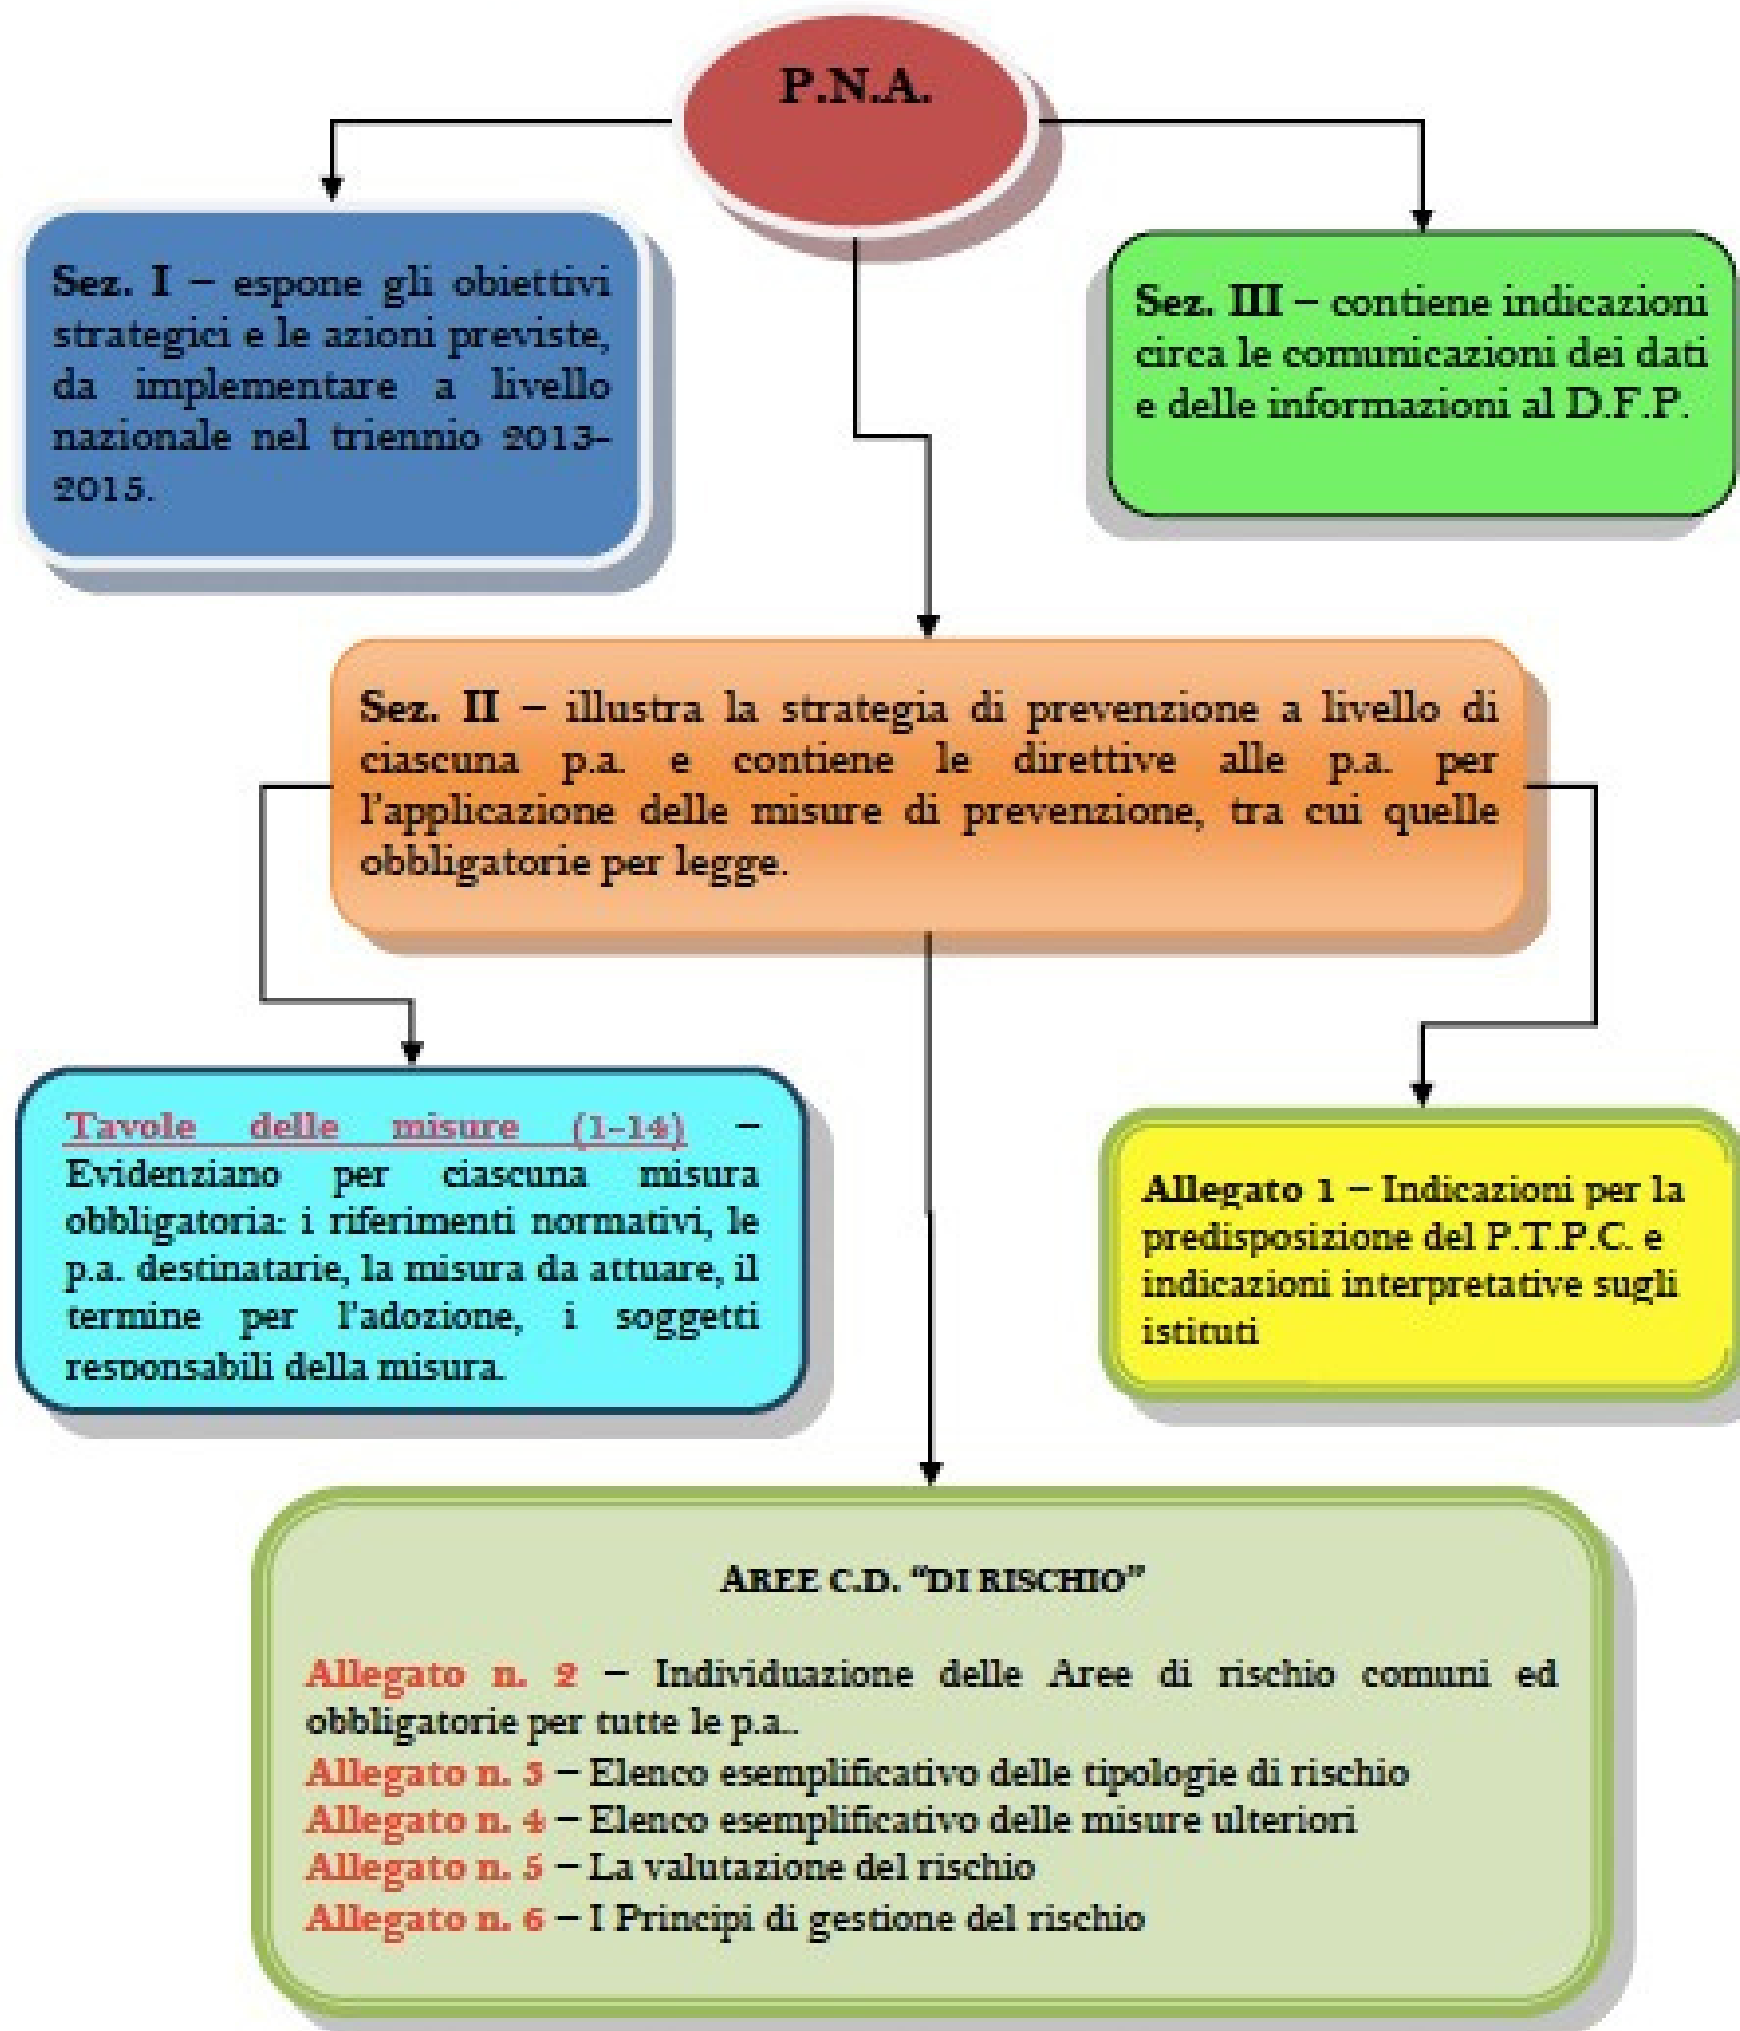 P.N.A.
Sez. I – espone gli obiettivi
strategici e le azioni previste,
da implementare a livello
nazionale nel triennio 2013-
2015.
Sez. III – contiene indicazioni
circa le comunicazioni dei dati
e delle informazioni al D.F.P.
Sez. II – illustra la strategia di prevenzione a livello di
ciascuna p.a. e contiene le direttive alle p.a. per
l'applicazione delle misure di prevenzione, tra cui quelle
obbligatorie per legge.
Tavole delle misure (1-14) –
Evidenziano per ciascuna misura
obbligatoria: i riferimenti normativi, le
p.a. destinatarie, la misura da attuare, il
termine per l'adozione, i soggetti
responsabili della misura.
Allegato 1 – Indicazioni per la
predisposizione del P.T.P.C. e
indicazioni interpretative sugli
istituti
AREE C.D. “DI RISCHIO”
Allegato n. 2 – Individuazione delle Aree di rischio comuni ed
obbligatorie per tutte le p.a..
Allegato n. 3 – Elenco esemplificativo delle tipologie di rischio
Allegato n. 4 – Elenco esemplificativo delle misure ulteriori
Allegato n. 5 – La valutazione del rischio
Allegato n. 6 – I Principi di gestione del rischio